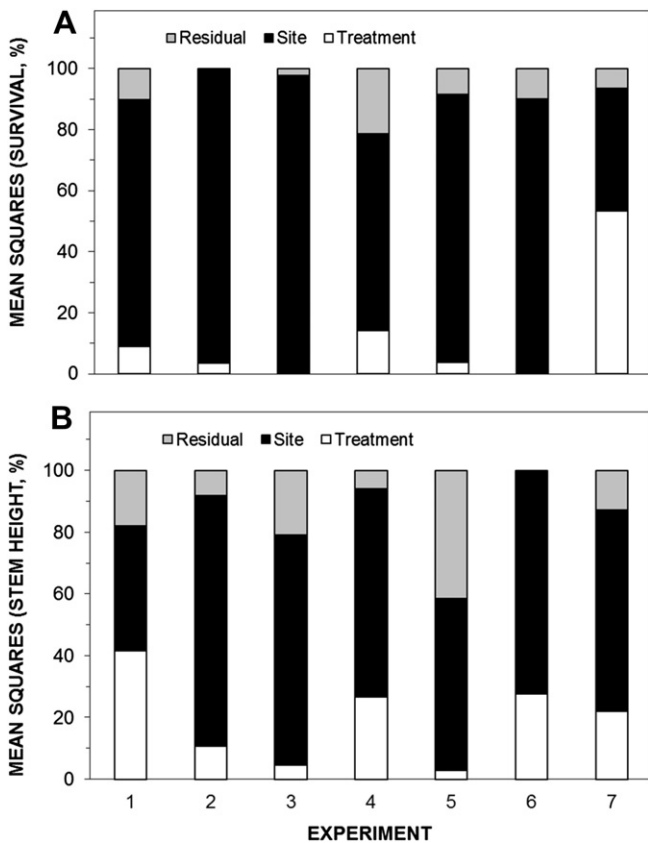 A
Residual Site Treatment
MEAN SQUARES (SURVIVAL, %)
100
80
60
40
20
0
B
Residual Site Treatment
MEAN SQUARES (STEM HEIGHT, %)
100
80
60
40
20
0
1 2 3 4 5 6 7
EXPERIMENT